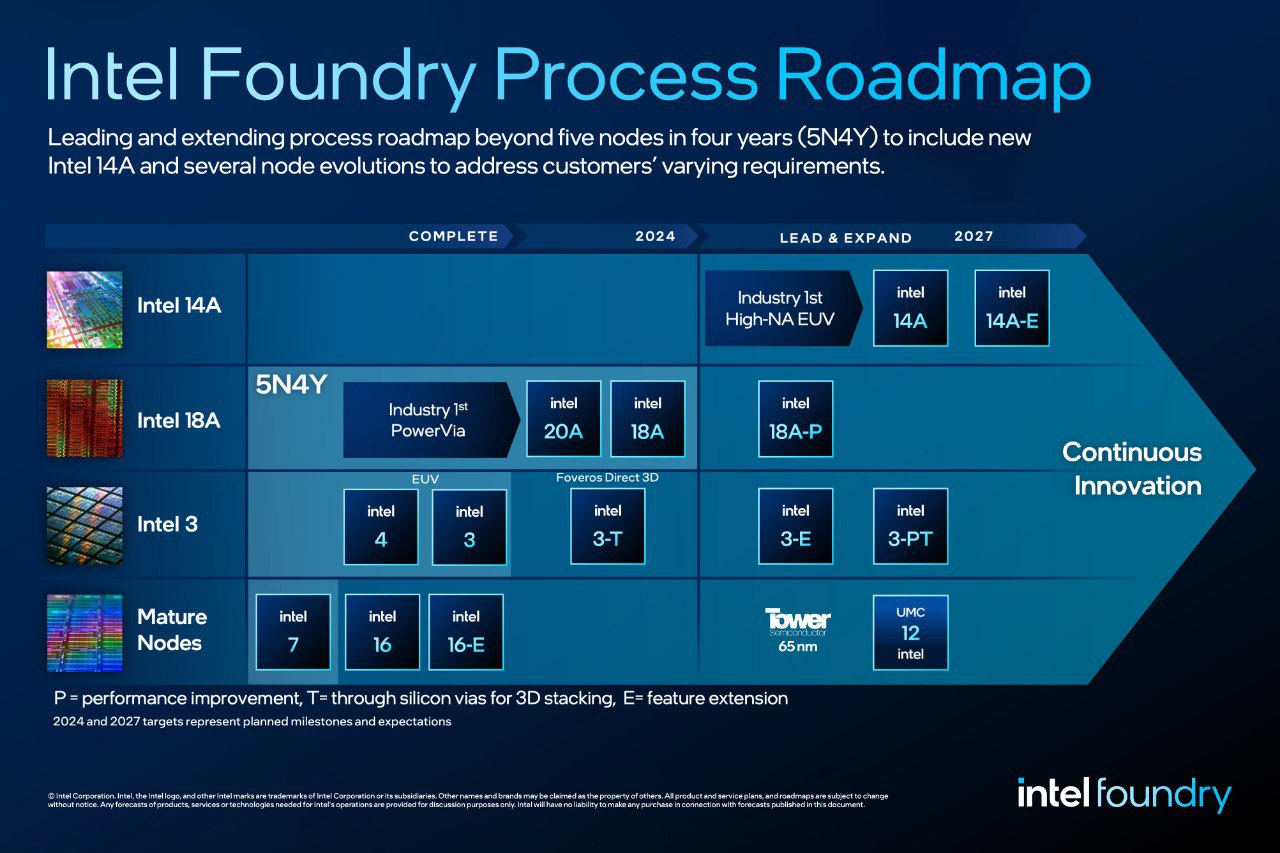 Intel Foundry Process Roadmap
Leading and extending process roadmap beyond five nodes in four years (5N4Y) to include new
Intel 14A and several node evolutions to address customers’ varying requirements.
COMPLETE
2024
LEAD & EXPAND
2027
Intel 14A
Industry 1st
High-NA EUV
intel
14A
intel
14A-E
Intel 18A
5N4Y
Industry 1st
PowerVia
intel
20A
intel
18A
intel
18A-P
Continuous
Innovation
Intel 3
EUV
intel
4
intel
3
Foveros Direct 3D
intel
3-T
intel
3-E
intel
3-PT
Mature
Nodes
intel
7
intel
16
intel
16-E
Tower
Semiconductor
65nm
UMC
12
intel
P = performance improvement, T= through silicon vias for 3D stacking, E= feature extension
2024 and 2027 targets represent planned milestones and expectations
© Intel Corporation. Intel, the Intel logo, and other Intel marks are trademarks of Intel Corporation or its subsidiaries. Other names and brands may be claimed as the property of others. All product and service plans, and roadmaps are subject to change
without notice. Any forecasts of products, services or technologies needed for Intel's operations are provided for discussion purposes only. Intel will have no liability to make any purchase in connection with forecasts published in this document.
intel foundry